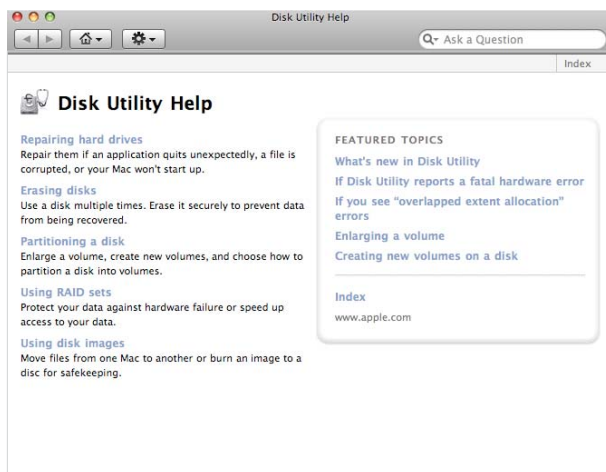 Disk Utility Help
Ask a Question
Index
Disk Utility Help
Repairing hard drives
Repair them if an application quits unexpectedly, a file is
corrupted, or your Mac won't start up.
Erasing disks
Use a disk multiple times. Erase it securely to prevent data
from being recovered.
Partitioning a disk
Enlarge a volume, create new volumes, and choose how to
partition a disk into volumes.
Using RAID sets
Protect your data against hardware failure or speed up
access to your data.
Using disk images
Move files from one Mac to another or burn an image to a
disc for safekeeping.
FEATURED TOPICS
What's new in Disk Utility
If Disk Utility reports a fatal hardware error
If you see "overlapped extent allocation"
errors
Enlarging a volume
Creating new volumes on a disk
Index
www.apple.com